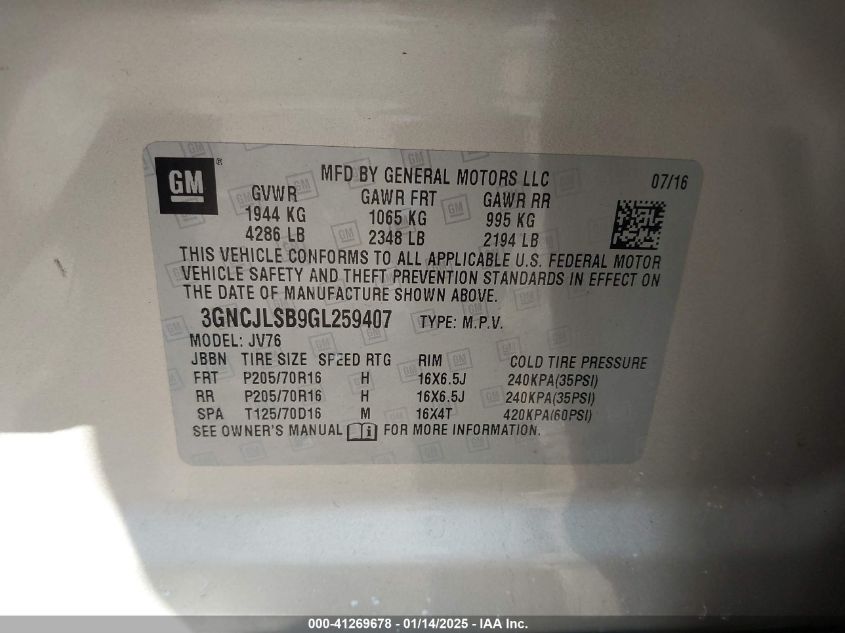 GM ®
MFD BY GENERAL MOTORS LLC 07/16
GVWR GAWR FRT GAWR RR
1944 KG 1065 KG 995 KG
4286 LB 2348 LB 2194 LB
THIS VEHICLE CONFORMS TO ALL APPLICABLE U.S. FEDERAL MOTOR
VEHICLE SAFETY AND THEFT PREVENTION STANDARDS IN EFFECT ON
THE DATE OF MANUFACTURE SHOWN ABOVE.
3GNCJLSB9GL259407 TYPE: M.P.V.
MODEL: JV76
JBBN TIRE SIZE SPEED RTG RIM COLD TIRE PRESSURE
FRT P205/70R16 H 16X6.5J 240KPA(35PSI)
RR P205/70R16 H 16X6.5J 240KPA(35PSI)
SPA T125/70D16 M 16X4T 420KPA(60PSI)
SEE OWNER'S MANUAL i FOR MORE INFORMATION.
000-41269678 - 01/14/2025 - IAA Inc.